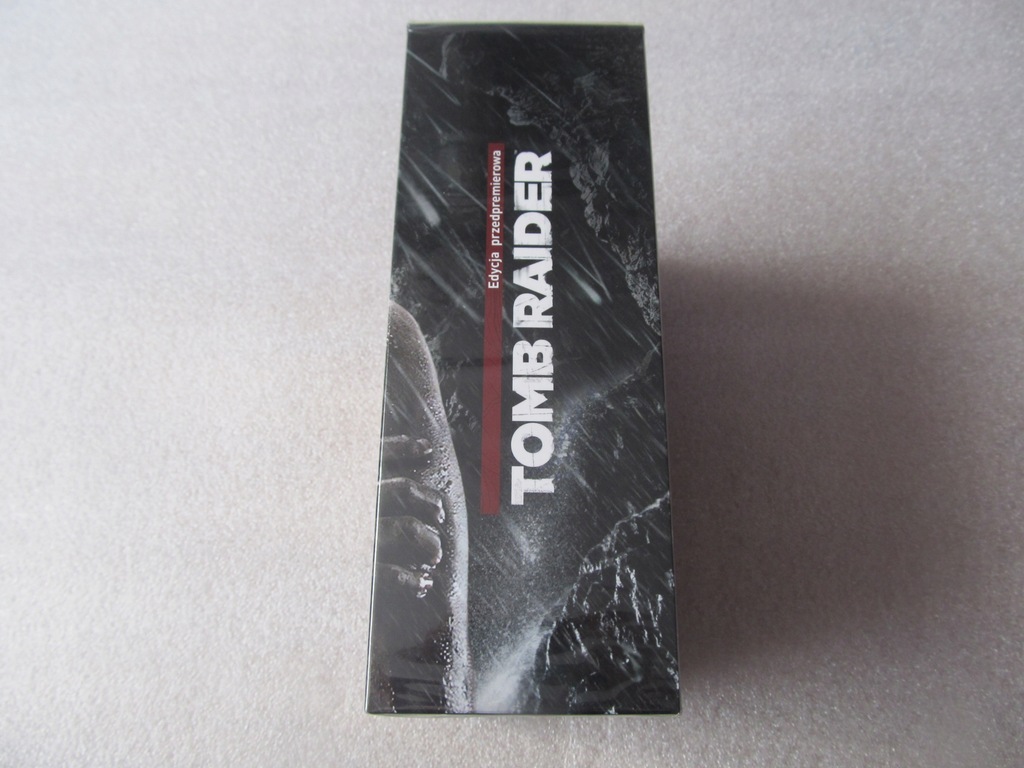 Edycja przedpremierowa
TOMB RAIDER